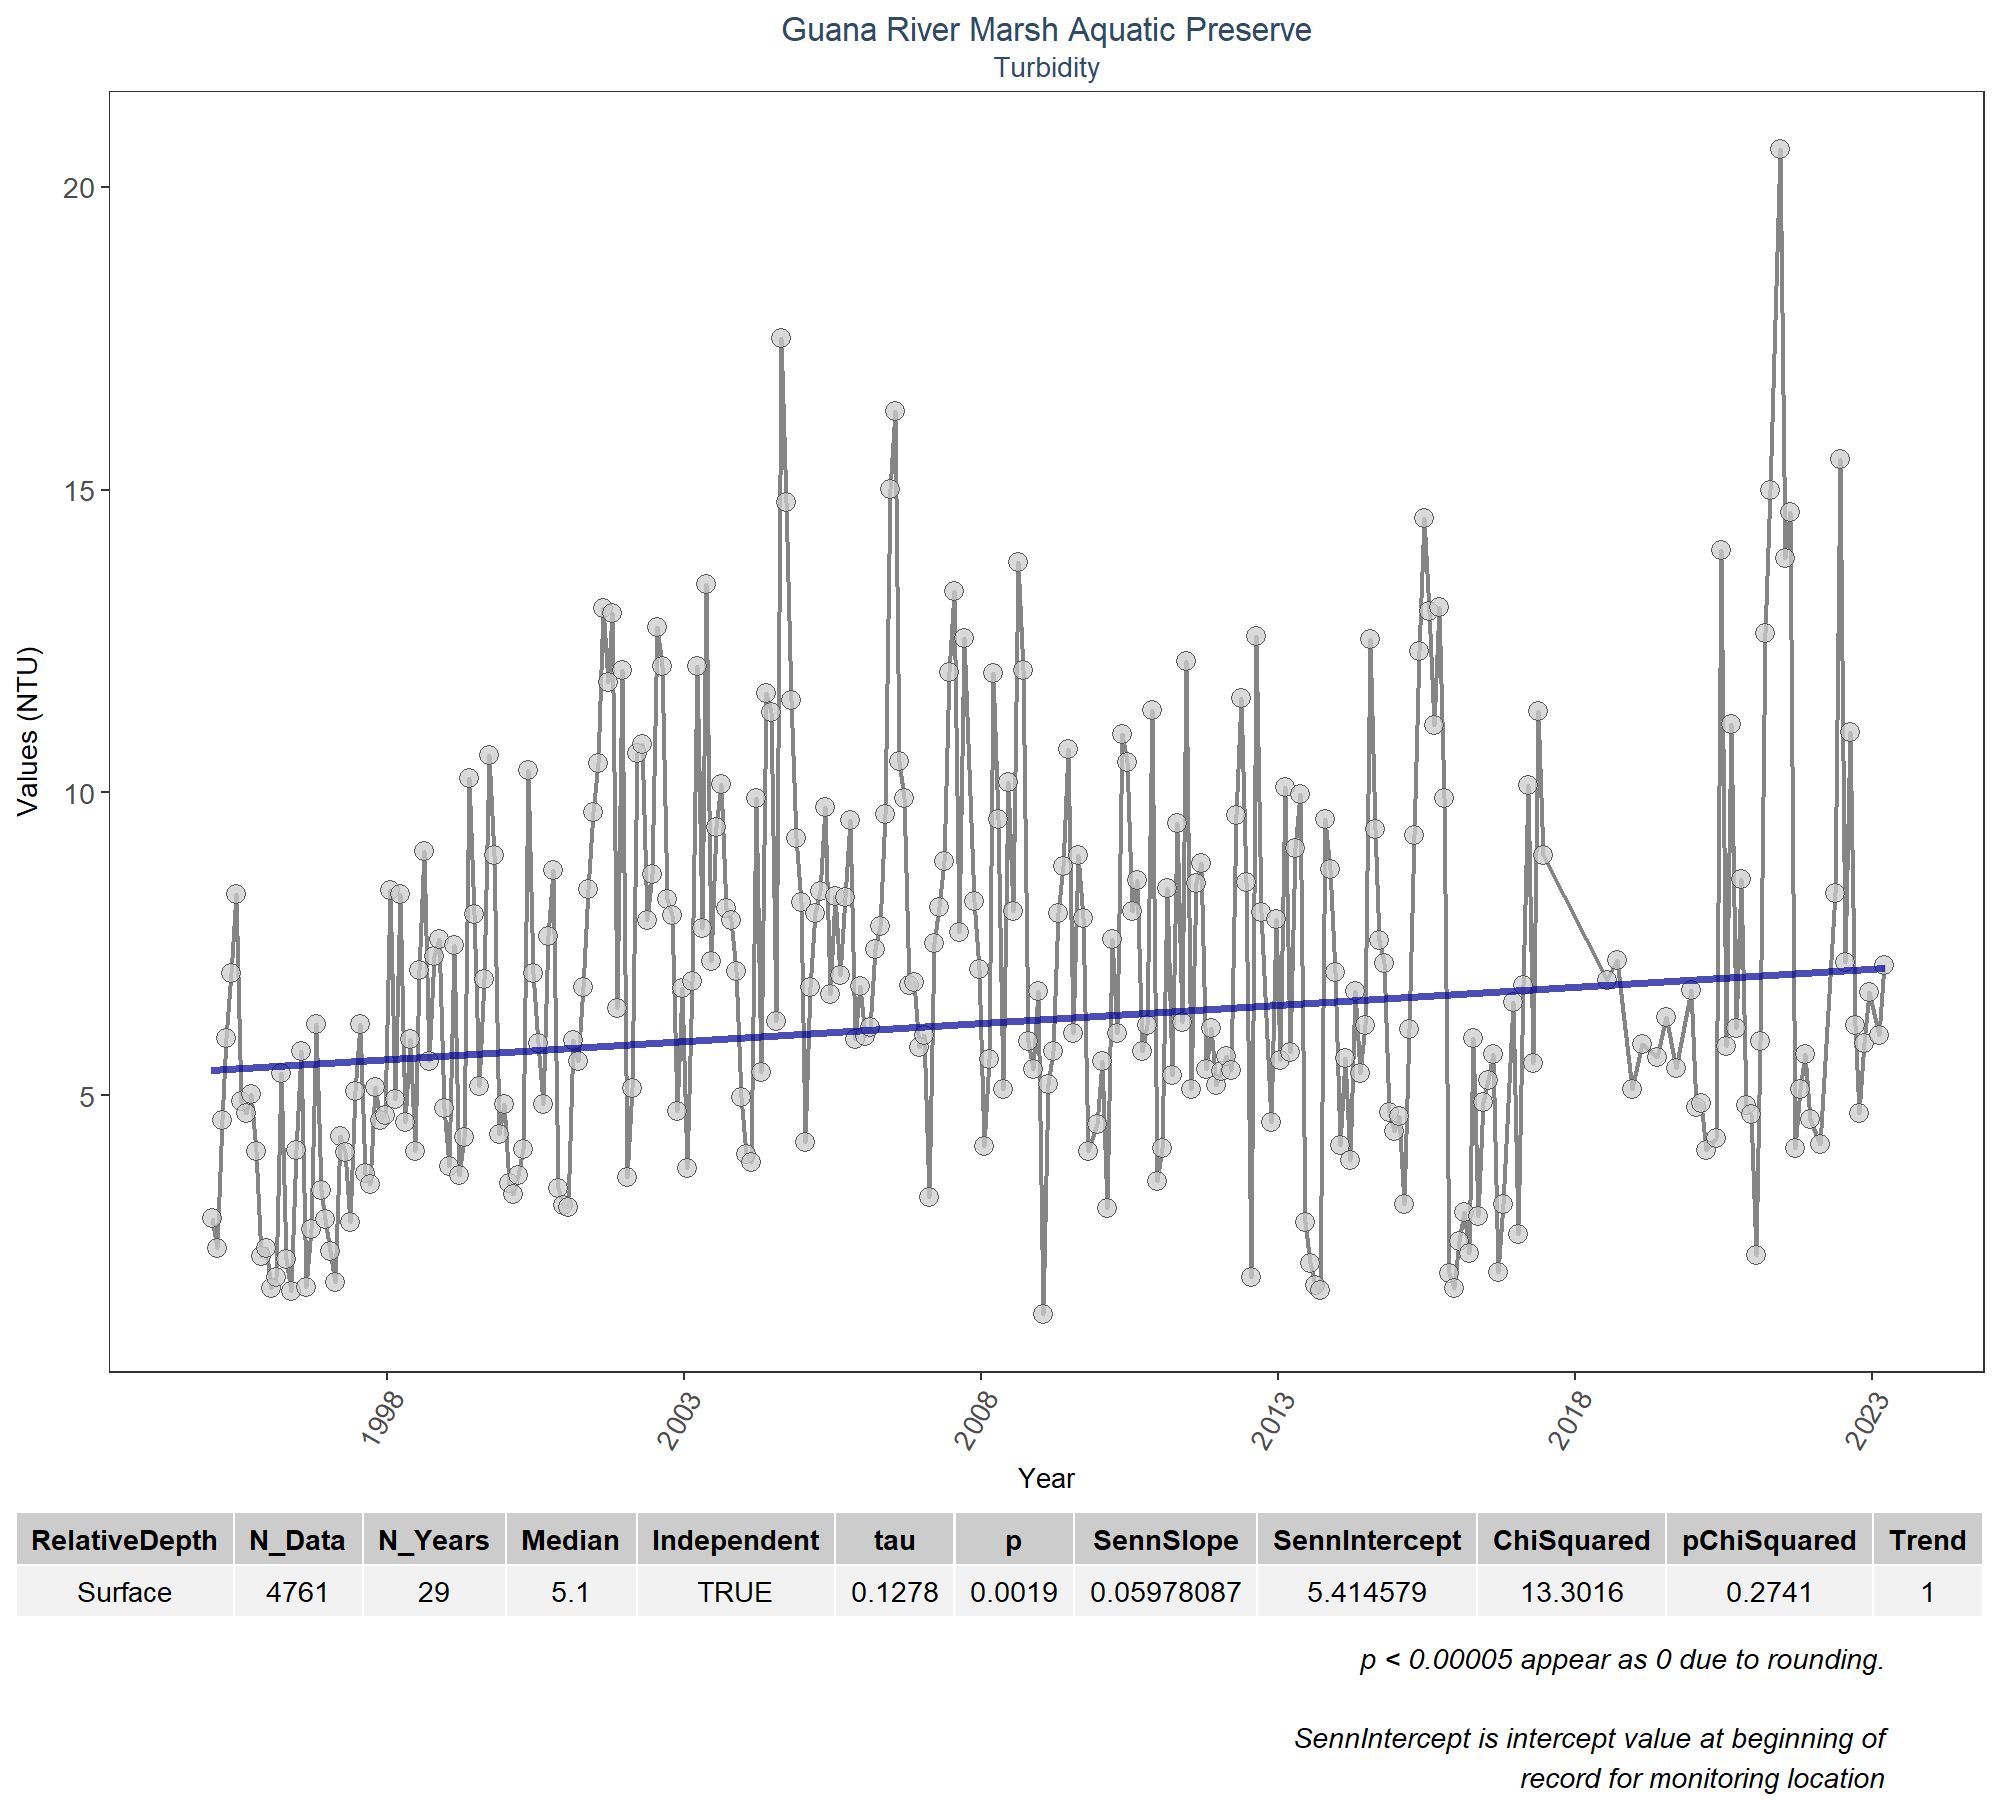 Guana River Marsh Aquatic Preserve
Turbidity
20
15
10
5
Values (NTU)
1998 2003 2008 2013 2018 2023
Year
RelativeDepth N_Data N_Years Median Independent tau p SennSlope SennIntercept ChiSquared pChiSquared Trend
Surface 4761 29 5.1 TRUE 0.1278 0.0019 0.05978087 5.414579 13.3016 0.2741 1
p < 0.00005 appear as 0 due to rounding.
SennIntercept is intercept value at beginning of
record for monitoring location